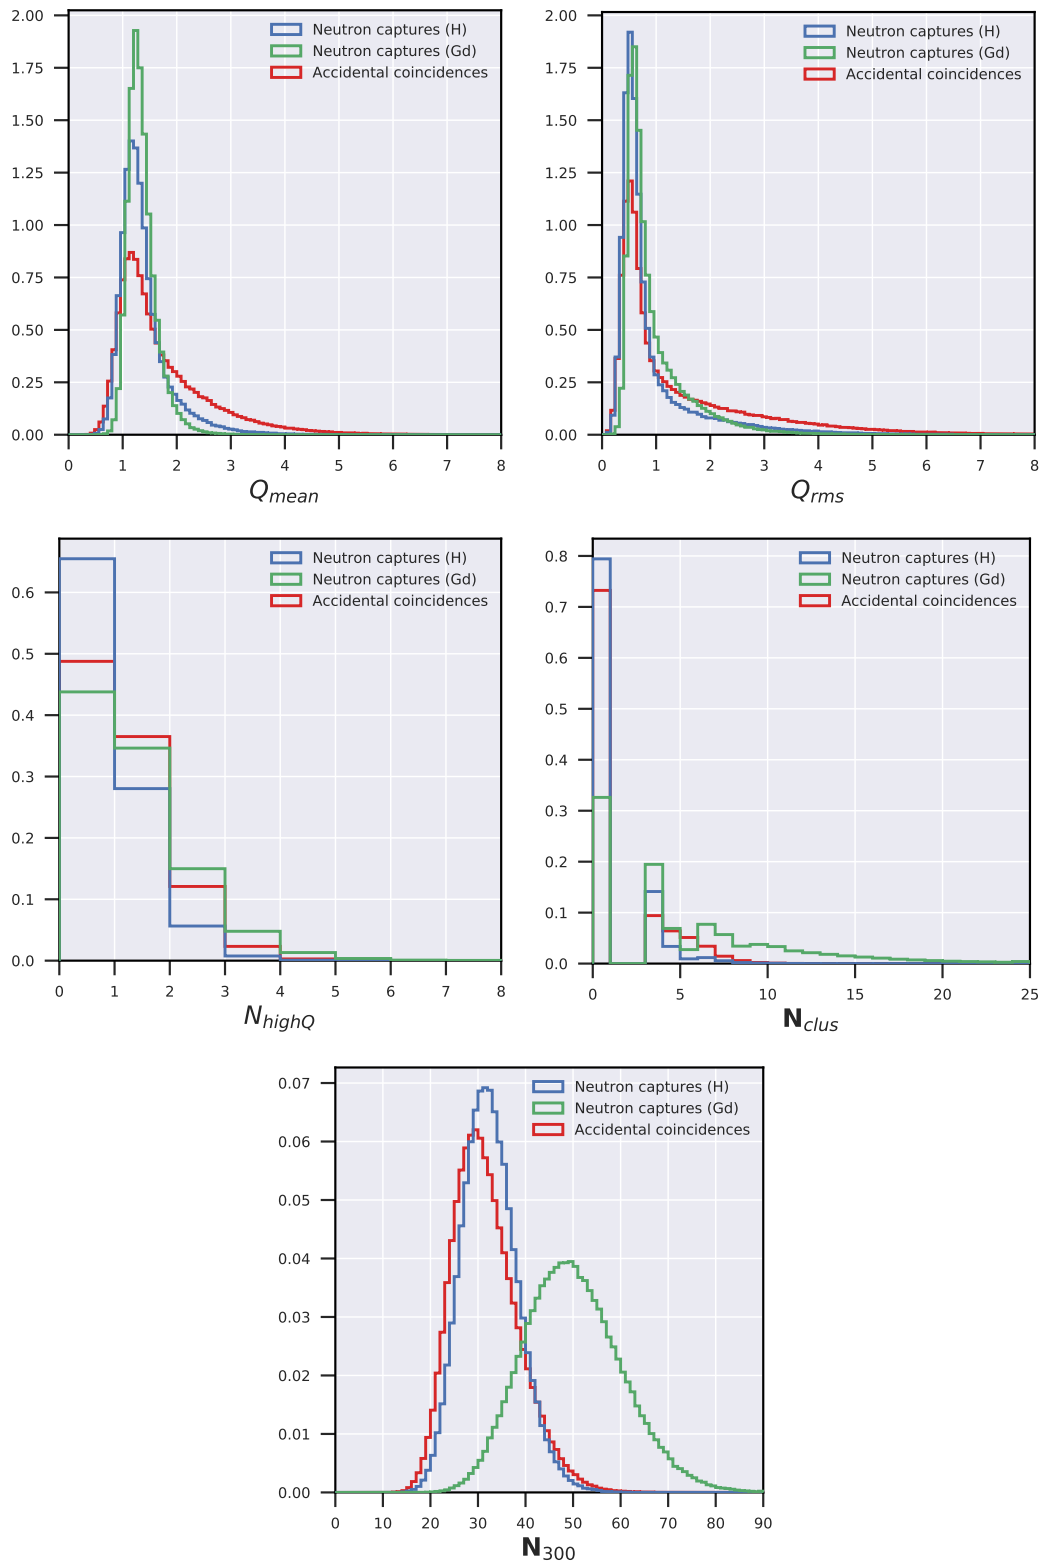 2.00
1.75
1.50
1.25
1.00
0.75
0.50
0.25
0.00
Neutron captures (H)
Neutron captures (Gd)
Accidental coincidences
0 1 2 3 4 5 6 7 8
Q_mean
2.00
1.75
1.50
1.25
1.00
0.75
0.50
0.25
0.00
Neutron captures (H)
Neutron captures (Gd)
Accidental coincidences
0 1 2 3 4 5 6 7 8
Q_rms
0.6
0.5
0.4
0.3
0.2
0.1
0.0
Neutron captures (H)
Neutron captures (Gd)
Accidental coincidences
0 1 2 3 4 5 6 7 8
N_highQ
0.8
0.7
0.6
0.5
0.4
0.3
0.2
0.1
0.0
Neutron captures (H)
Neutron captures (Gd)
Accidental coincidences
0 5 10 15 20 25
N_clus
0.07
0.06
0.05
0.04
0.03
0.02
0.01
0.00
Neutron captures (H)
Neutron captures (Gd)
Accidental coincidences
0 10 20 30 40 50 60 70 80 90
N_300